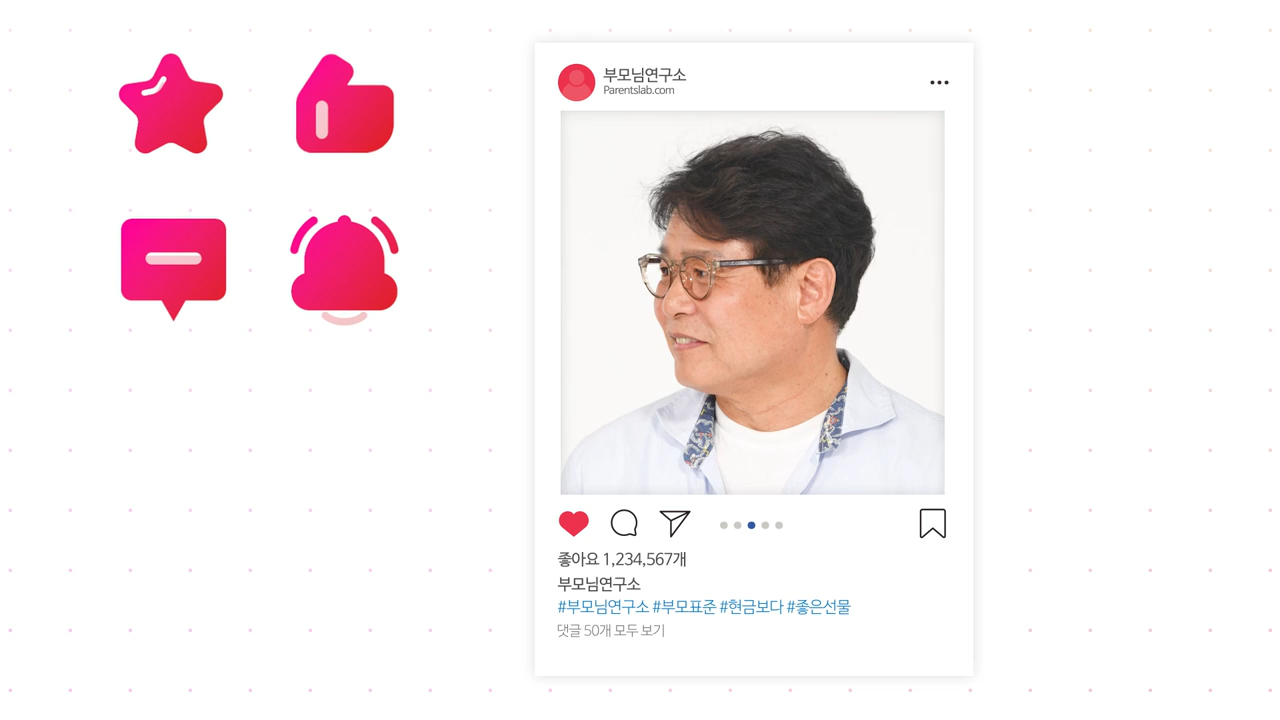 부모님연구소
Parentslab.com
좋아요 1,234,567개
부모님연구소
#부모님연구소 #부모표준 #현금보다 #좋은선물
댓글 50개 모두 보기